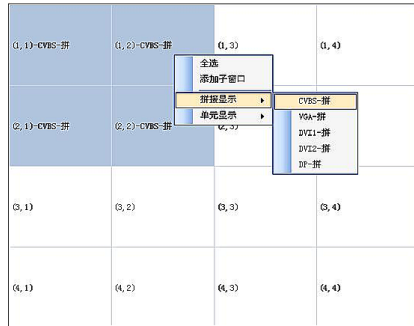 (1, 1)-CVBS-拼
(1, 2)-CVBS-拼
(1, 3)
(1, 4)
全选
添加子窗口
拼接显示
单元显示
CVBS-拼
VGA-拼
DVI1-拼
DVI2-拼
DP-拼
(2, 1)-CVBS-拼
(2, 2)-CVBS-拼
(2, 3)
(3, 1)
(3, 2)
(3, 3)
(3, 4)
(4, 1)
(4, 2)
(4, 3)
(4, 4)